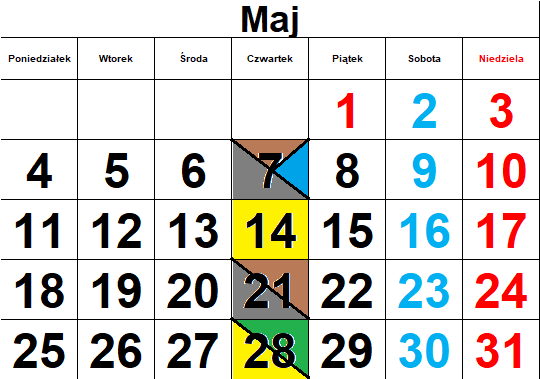 Maj
Poniedziałek Wtorek Środa Czwartek Piątek Sobota Niedziela
1 2 3
4 5 6 7 8 9 10
11 12 13 14 15 16 17
18 19 20 21 22 23 24
25 26 27 28 29 30 31